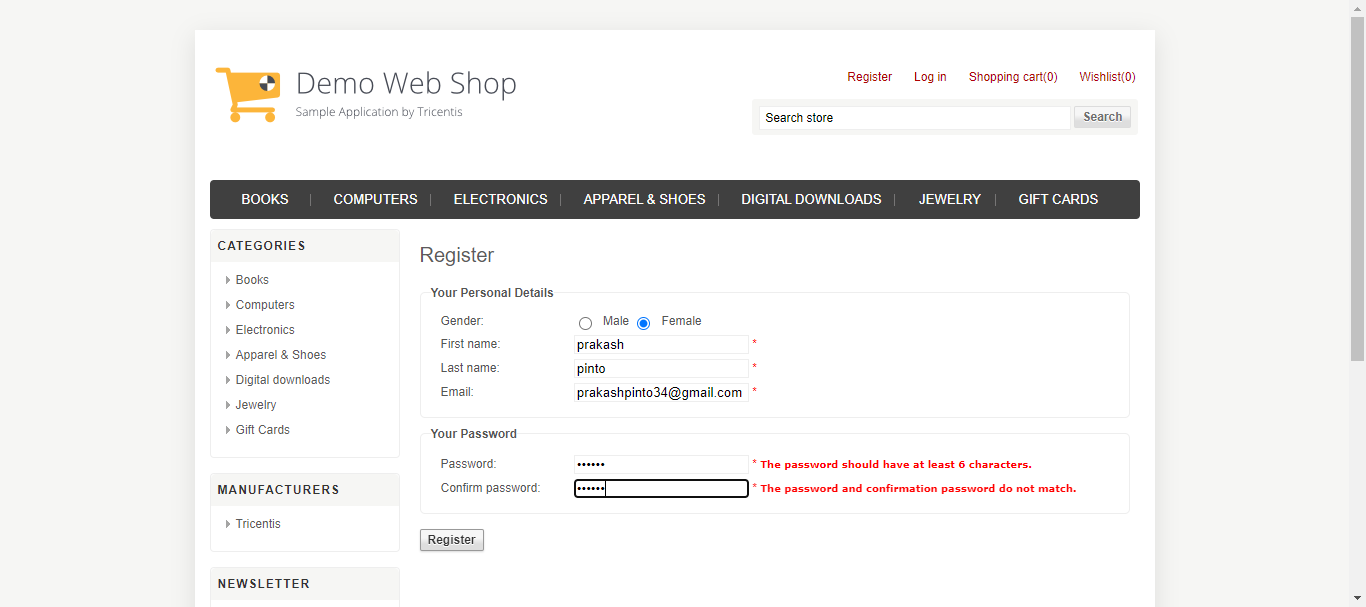 Demo Web Shop
Sample Application by Tricentis
Register Log in Shopping cart(0) Wishlist(0)
Search store Search
BOOKS COMPUTERS ELECTRONICS APPAREL & SHOES DIGITAL DOWNLOADS JEWELRY GIFT CARDS
CATEGORIES
Books
Computers
Electronics
Apparel & Shoes
Digital downloads
Jewelry
Gift Cards
MANUFACTURERS
Tricentis
NEWSLETTER
Register
Your Personal Details
Gender: Male Female
First name: prakash *
Last name: pinto *
Email: prakashpinto34@gmail.com *
Your Password
Password: •••••• * The password should have at least 6 characters.
Confirm password: •••••• * The password and confirmation password do not match.
Register